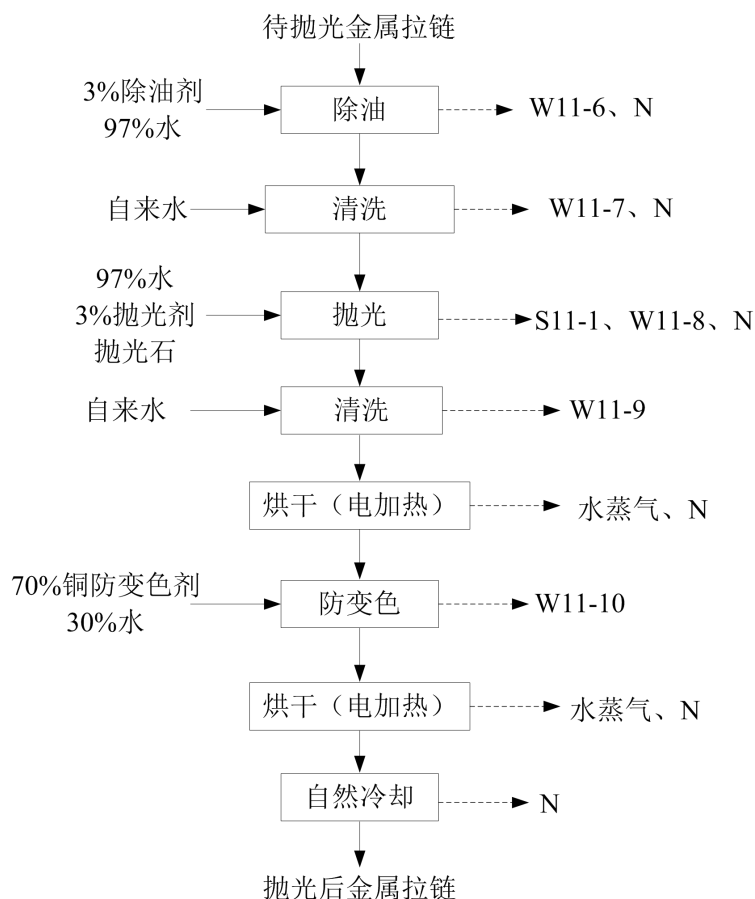 待抛光金属拉链
3%除油剂
97%水
除油
W11-6、N
自来水
清洗
W11-7、N
97%水
3%抛光剂
抛光石
抛光
S11-1、W11-8、N
自来水
清洗
W11-9
烘干（电加热）
水蒸气、N
70%铜防变色剂
30%水
防变色
W11-10
烘干（电加热）
水蒸气、N
自然冷却
N
抛光后金属拉链